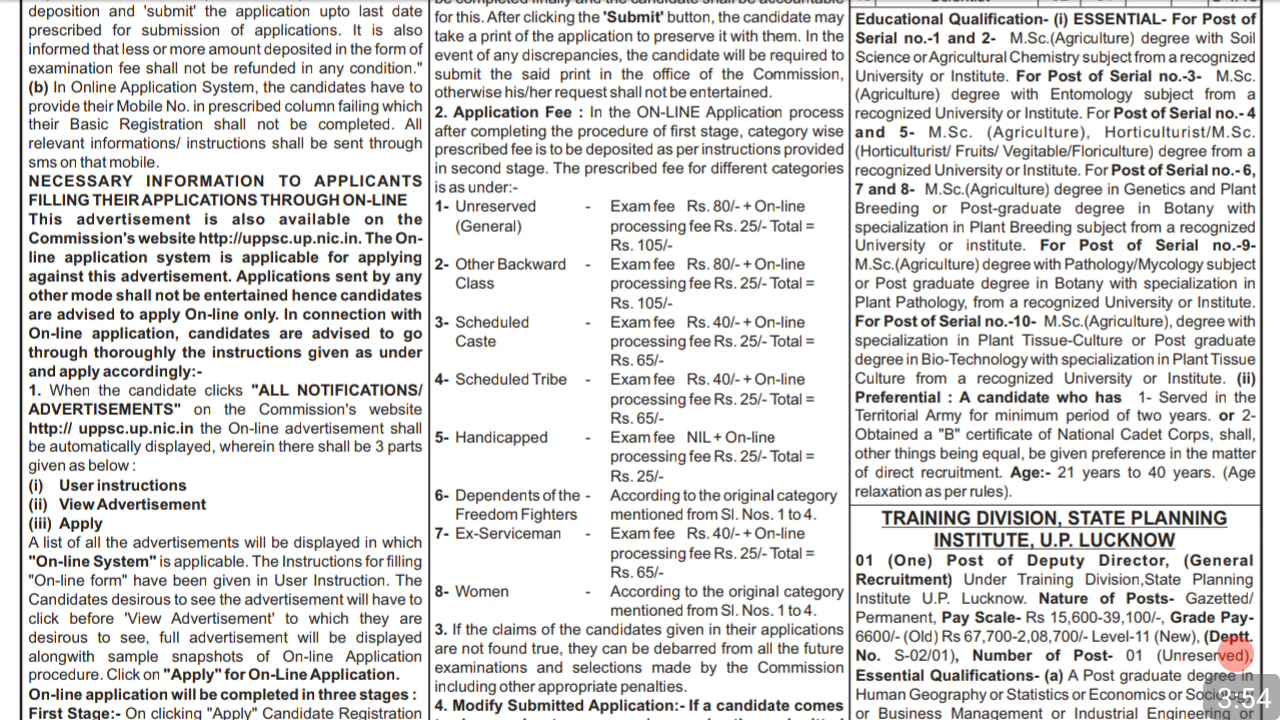 deposition and 'submit' the application upto last date
prescribed for submission of applications. It is also
informed that less or more amount deposited in the form of
examination fee shall not be refunded in any condition."
(b) In Online Application System, the candidates have to
provide their Mobile No. in prescribed column failing which
their Basic Registration shall not be completed. All
relevant informations/ instructions shall be sent through
sms on that mobile.
NECESSARY INFORMATION TO APPLICANTS
FILLING THEIR APPLICATIONS THROUGH ON-LINE
This advertisement is also available on the
Commission's website http://uppsc.up.nic.in. The On-
line application system is applicable for applying
against this advertisement. Applications sent by any
other mode shall not be entertained hence candidates
are advised to apply On-line only. In connection with
On-line application, candidates are advised to go
through thoroughly the instructions given as under
and apply accordingly:-
1. When the candidate clicks "ALL NOTIFICATIONS/
ADVERTISEMENTS" on the Commission's website
http:// uppsc.up.nic.in the On-line advertisement shall
be automatically displayed, wherein there shall be 3 parts
given as below :
(i) User instructions
(ii) View Advertisement
(iii) Apply
A list of all the advertisements will be displayed in which
"On-line System" is applicable. The Instructions for filling
"On-line form" have been given in User Instruction. The
Candidates desirous to see the advertisement will have to
click before 'View Advertisement' to which they are
desirous to see, full advertisement will be displayed
alongwith sample snapshots of On-line Application
procedure. Click on "Apply" for On-Line Application.
On-line application will be completed in three stages :
First Stage:- On clicking "Apply" Candidate Registration
for this. After clicking the 'Submit' button, the candidate may
take a print of the application to preserve it with them. In the
event of any discrepancies, the candidate will be required to
submit the said print in the office of the Commission,
otherwise his/her request shall not be entertained.
2. Application Fee : In the ON-LINE Application process
after completing the procedure of first stage, category wise
prescribed fee is to be deposited as per instructions provided
in second stage. The prescribed fee for different categories
is as under:-
1- Unreserved - Exam fee Rs. 80/- + On-line
(General) processing fee Rs. 25/- Total =
Rs. 105/-
2- Other Backward - Exam fee Rs. 80/- + On-line
Class processing fee Rs. 25/- Total =
Rs. 105/-
3- Scheduled - Exam fee Rs. 40/- + On-line
Caste processing fee Rs. 25/- Total =
Rs. 65/-
4- Scheduled Tribe - Exam fee Rs. 40/- + On-line
processing fee Rs. 25/- Total =
Rs. 65/-
5- Handicapped - Exam fee NIL + On-line
processing fee Rs. 25/- Total =
Rs. 25/-
6- Dependents of the - According to the original category
Freedom Fighters mentioned from Sl. Nos. 1 to 4.
7- Ex-Serviceman - Exam fee Rs. 40/- + On-line
processing fee Rs. 25/- Total =
Rs. 65/-
8- Women - According to the original category
mentioned from Sl. Nos. 1 to 4.
3. If the claims of the candidates given in their applications
are not found true, they can be debarred from all the future
examinations and selections made by the Commission
including other appropriate penalties.
4. Modify Submitted Application:- If a candidate comes
Educational Qualification- (i) ESSENTIAL- For Post of
Serial no.-1 and 2- M.Sc.(Agriculture) degree with Soil
Science or Agricultural Chemistry subject from a recognized
University or Institute. For Post of Serial no.-3- M.Sc.
(Agriculture) degree with Entomology subject from a
recognized University or Institute. For Post of Serial no.- 4
and 5- M.Sc. (Agriculture), Horticulturist/M.Sc.
(Horticulturist/ Fruits/ Vegitable/Floriculture) degree from a
recognized University or Institute. For Post of Serial no.- 6,
7 and 8- M.Sc.(Agriculture) degree in Genetics and Plant
Breeding or Post-graduate degree in Botany with
specialization in Plant Breeding subject from a recognized
University or institute. For Post of Serial no.-9-
M.Sc.(Agriculture) degree with Pathology/Mycology subject
or Post graduate degree in Botany with specialization in
Plant Pathology, from a recognized University or Institute.
For Post of Serial no.-10- M.Sc.(Agriculture), degree with
specialization in Plant Tissue-Culture or Post graduate
degree in Bio-Technology with specialization in Plant Tissue
Culture from a recognized University or Institute. (ii)
Preferential : A candidate who has 1- Served in the
Territorial Army for minimum period of two years. or 2-
Obtained a "B" certificate of National Cadet Corps, shall,
other things being equal, be given preference in the matter
of direct recruitment. Age:- 21 years to 40 years. (Age
relaxation as per rules).
TRAINING DIVISION, STATE PLANNING
INSTITUTE, U.P. LUCKNOW
01 (One) Post of Deputy Director, (General
Recruitment) Under Training Division,State Planning
Institute U.P. Lucknow. Nature of Posts- Gazetted/
Permanent, Pay Scale- Rs 15,600-39,100/-, Grade Pay-
6600/- (Old) Rs 67,700-2,08,700/- Level-11 (New), (Deptt.
No. S-02/01), Number of Post- 01 (Unreserved),
Essential Qualifications- (a) A Post graduate degree in
Human Geography or Statistics or Economics or
or Business Management or Industrial Engineering or
3:54